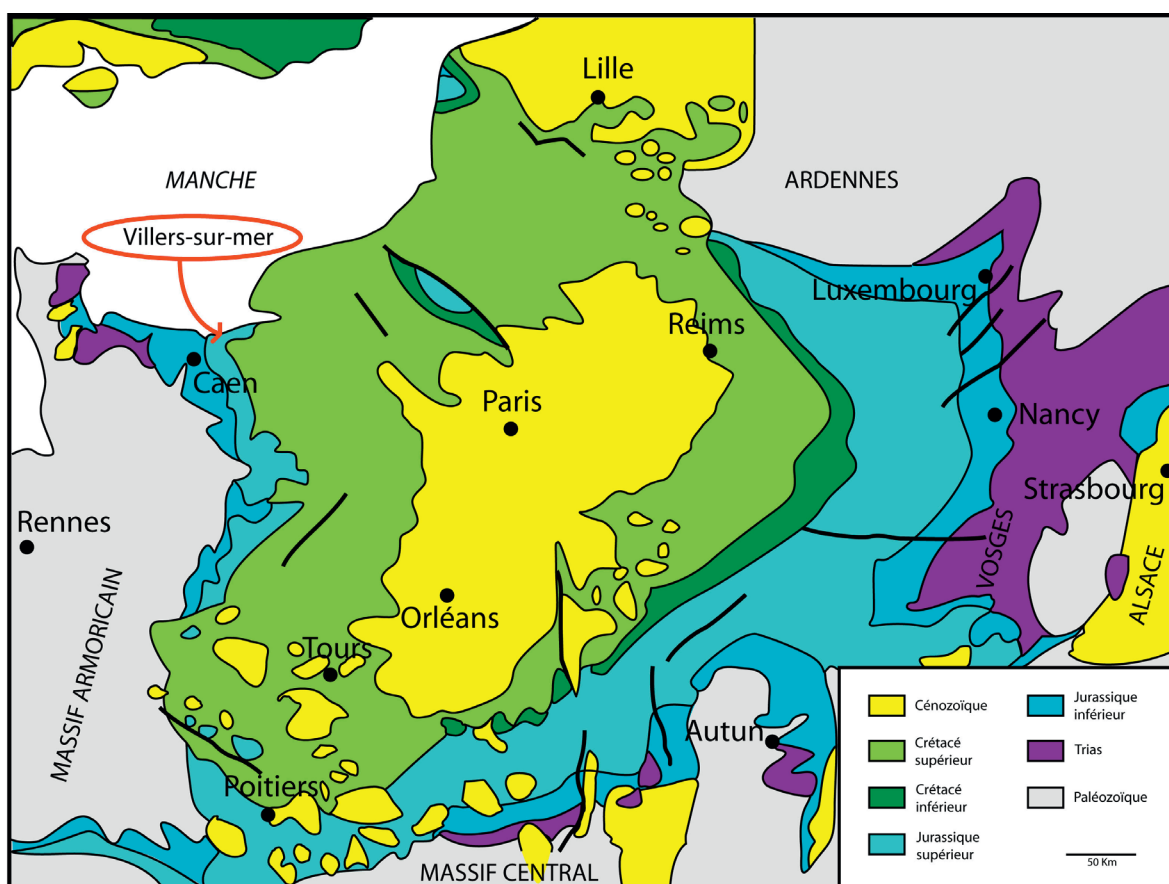 Lille
MANCHE
ARDENNES
Villers-sur-mer
Luxembourg
Reims
Caen
Paris
Nancy
Strasbourg
Rennes
VOSGES
ALSACE
MASSIF ARMORICAIN
Orléans
Tours
Autun
Poitiers
MASSIF CENTRAL
Cénozoïque
Crétacé
supérieur
Crétacé
inférieur
Jurassique
supérieur
Jurassique
inférieur
Trias
Paléozoïque
50 Km